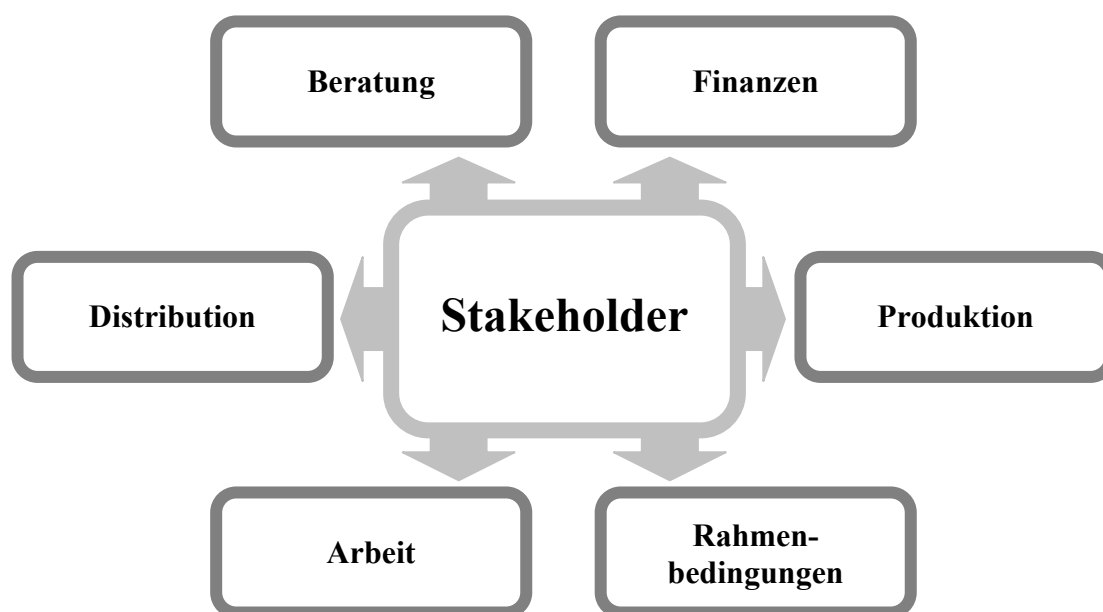 Beratung
Finanzen
Distribution
Stakeholder
Produktion
Arbeit
Rahmen-
bedingungen